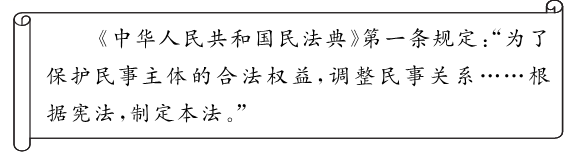 《中华人民共和国民法典》第一条规定:“为了
保护民事主体的合法权益,调整民事关系……根
据宪法,制定本法。”